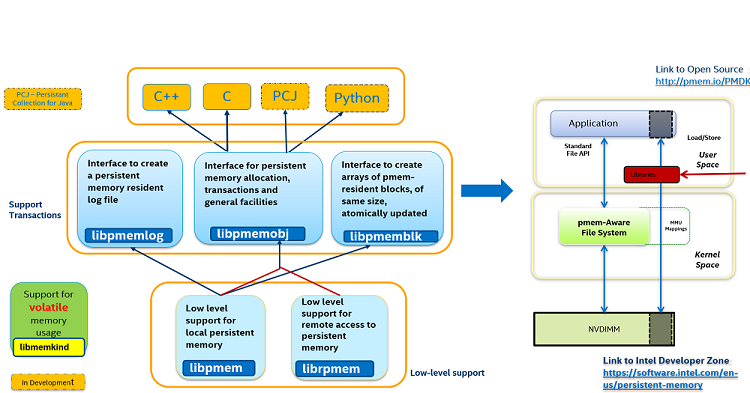 PCJ – Persistant
Collection for Java
C++
C
PCJ
Python
Interface to create
a persistent
memory resident
log file
libpmemlog
Interface for persistent
memory allocation,
transactions and
general facilities
libpmemobj
Interface to create
arrays of pmem-
resident blocks, of
same size,
atomically updated
libpmemblk
Support
Transactions
Support for
volatile
memory
usage
libmemkind
In Development
Low level
support for
local persistent
memory
libpmem
Low level
support for
remote access to
persistent
memory
librpmem
Low-level support
Link to Open Source
http://pmem.io/PMDK
Application
Standard
File API
Load/Store
User
Space
Libraries
pmem-Aware
File System
MMU
Mappings
Kernel
Space
NVDIMM
Link to Intel Developer Zone
https://software.intel.com/en-
us/persistent-memory